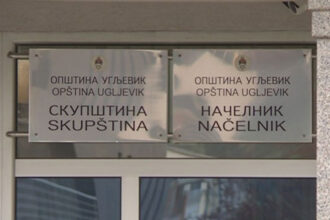 ОПШТИНА УГЉЕВИК
OPŠTINA UGLJEVIK
СКУПШТИНА
SKUPŠTINA
ОПШТИНА УГЉЕВИК
OPŠTINA UGLJEVIK
НАЧЕЛНИК
NAČELNIK